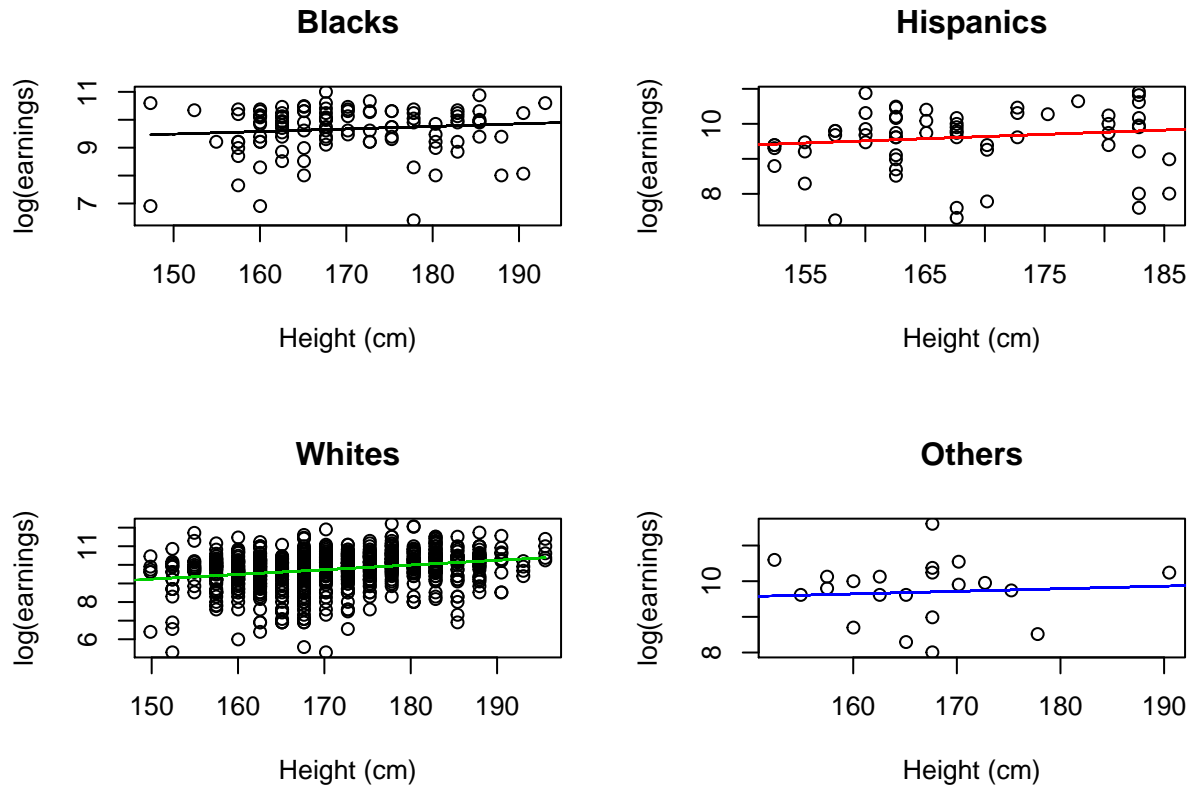 Blacks
log(earnings)
7 9 11
150 160 170 180 190
Height (cm)
Hispanics
log(earnings)
8 10
155 165 175 185
Height (cm)
Whites
log(earnings)
6 8 11
150 160 170 180 190
Height (cm)
Others
log(earnings)
8 10
160 170 180 190
Height (cm)